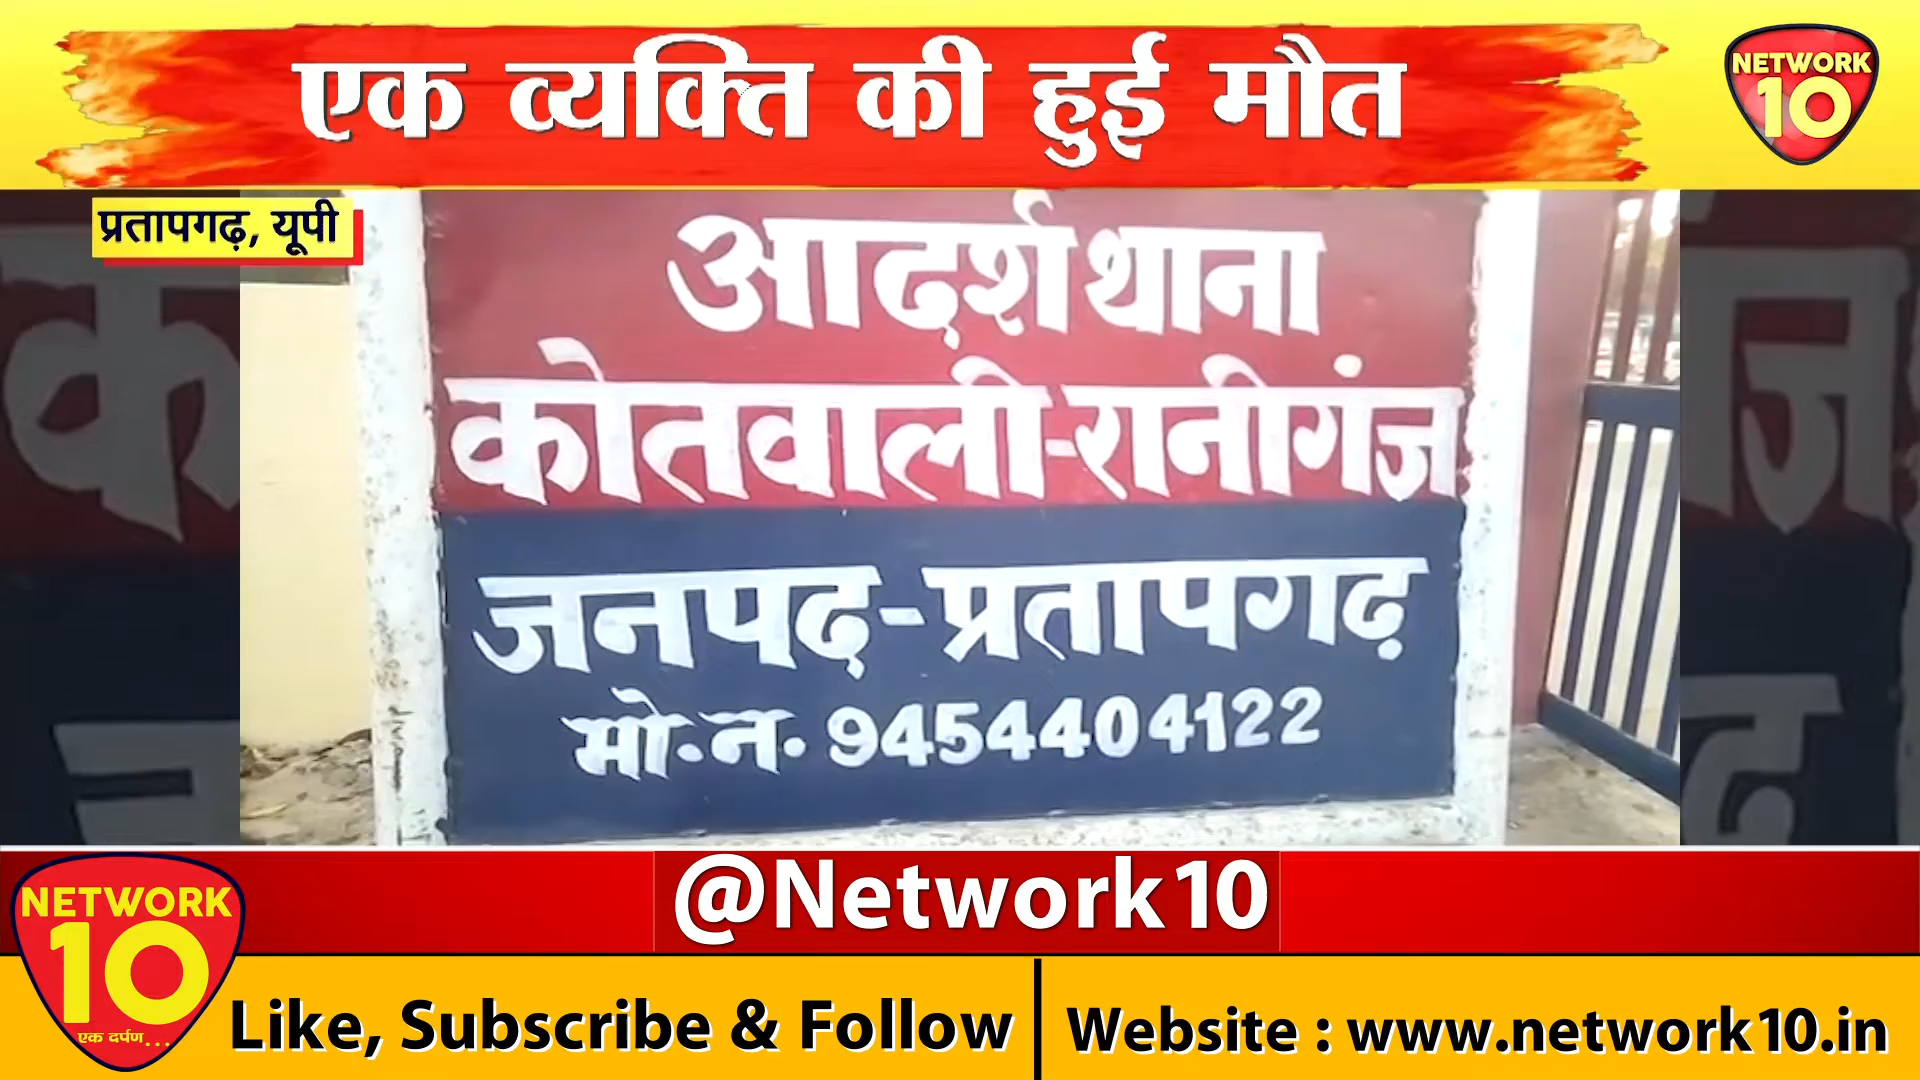 एक व्यक्ति की हुई मौत
NETWORK
10
प्रतापगढ़, यूपी
आदर्श थाना
कोतवाली-रानीगंज
जनपद-प्रतापगढ़
मो.न. 9454404122
@Network10
NETWORK
10
एक दर्पण...
Like, Subscribe & Follow
Website : www.network10.in